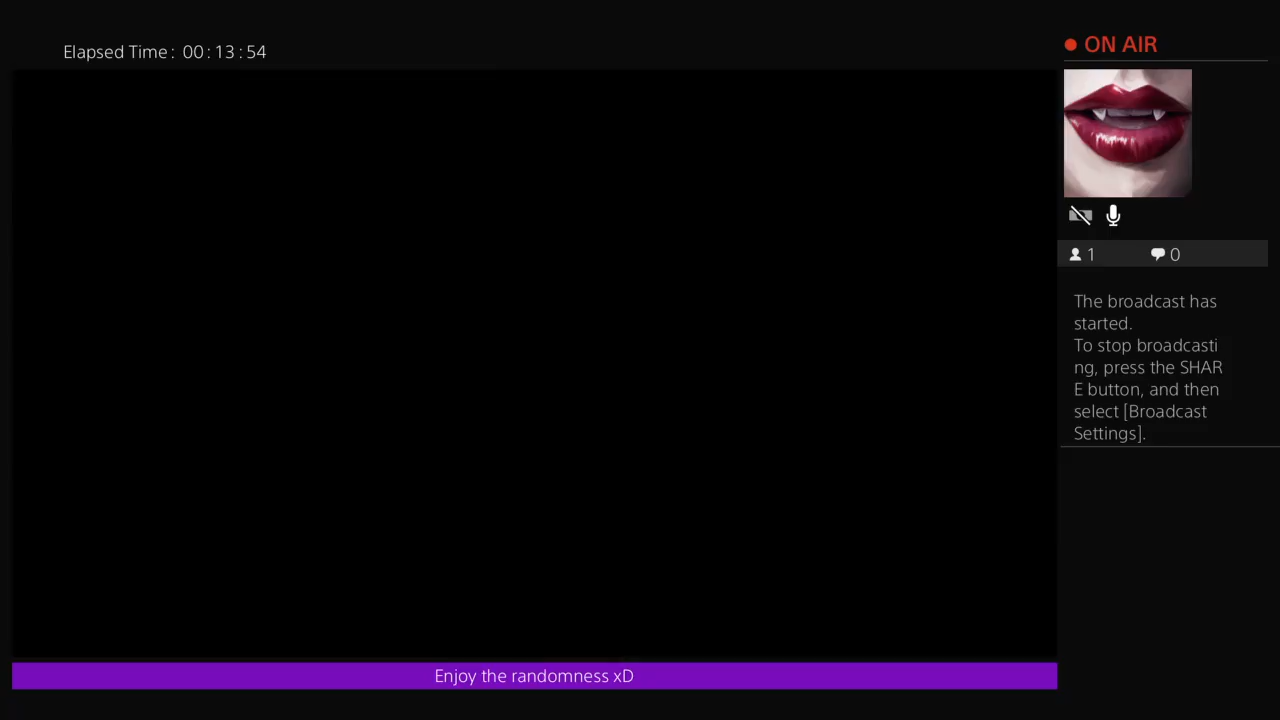 Elapsed Time: 00:13:54
ON AIR
1 0
The broadcast has
started.
To stop broadcasti
ng, press the SHAR
E button, and then
select [Broadcast
Settings].
Enjoy the randomness xD